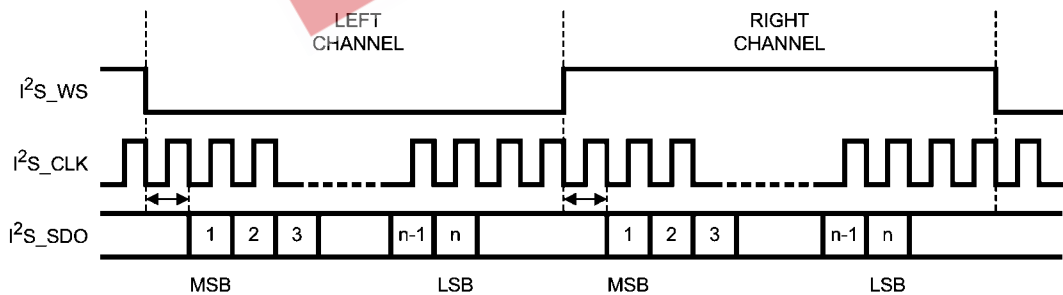 LEFT
CHANNEL
RIGHT
CHANNEL
I²S_WS
I²S_CLK
I²S_SDO
1 2 3 n-1 n 1 2 3 n-1 n
MSB LSB MSB LSB